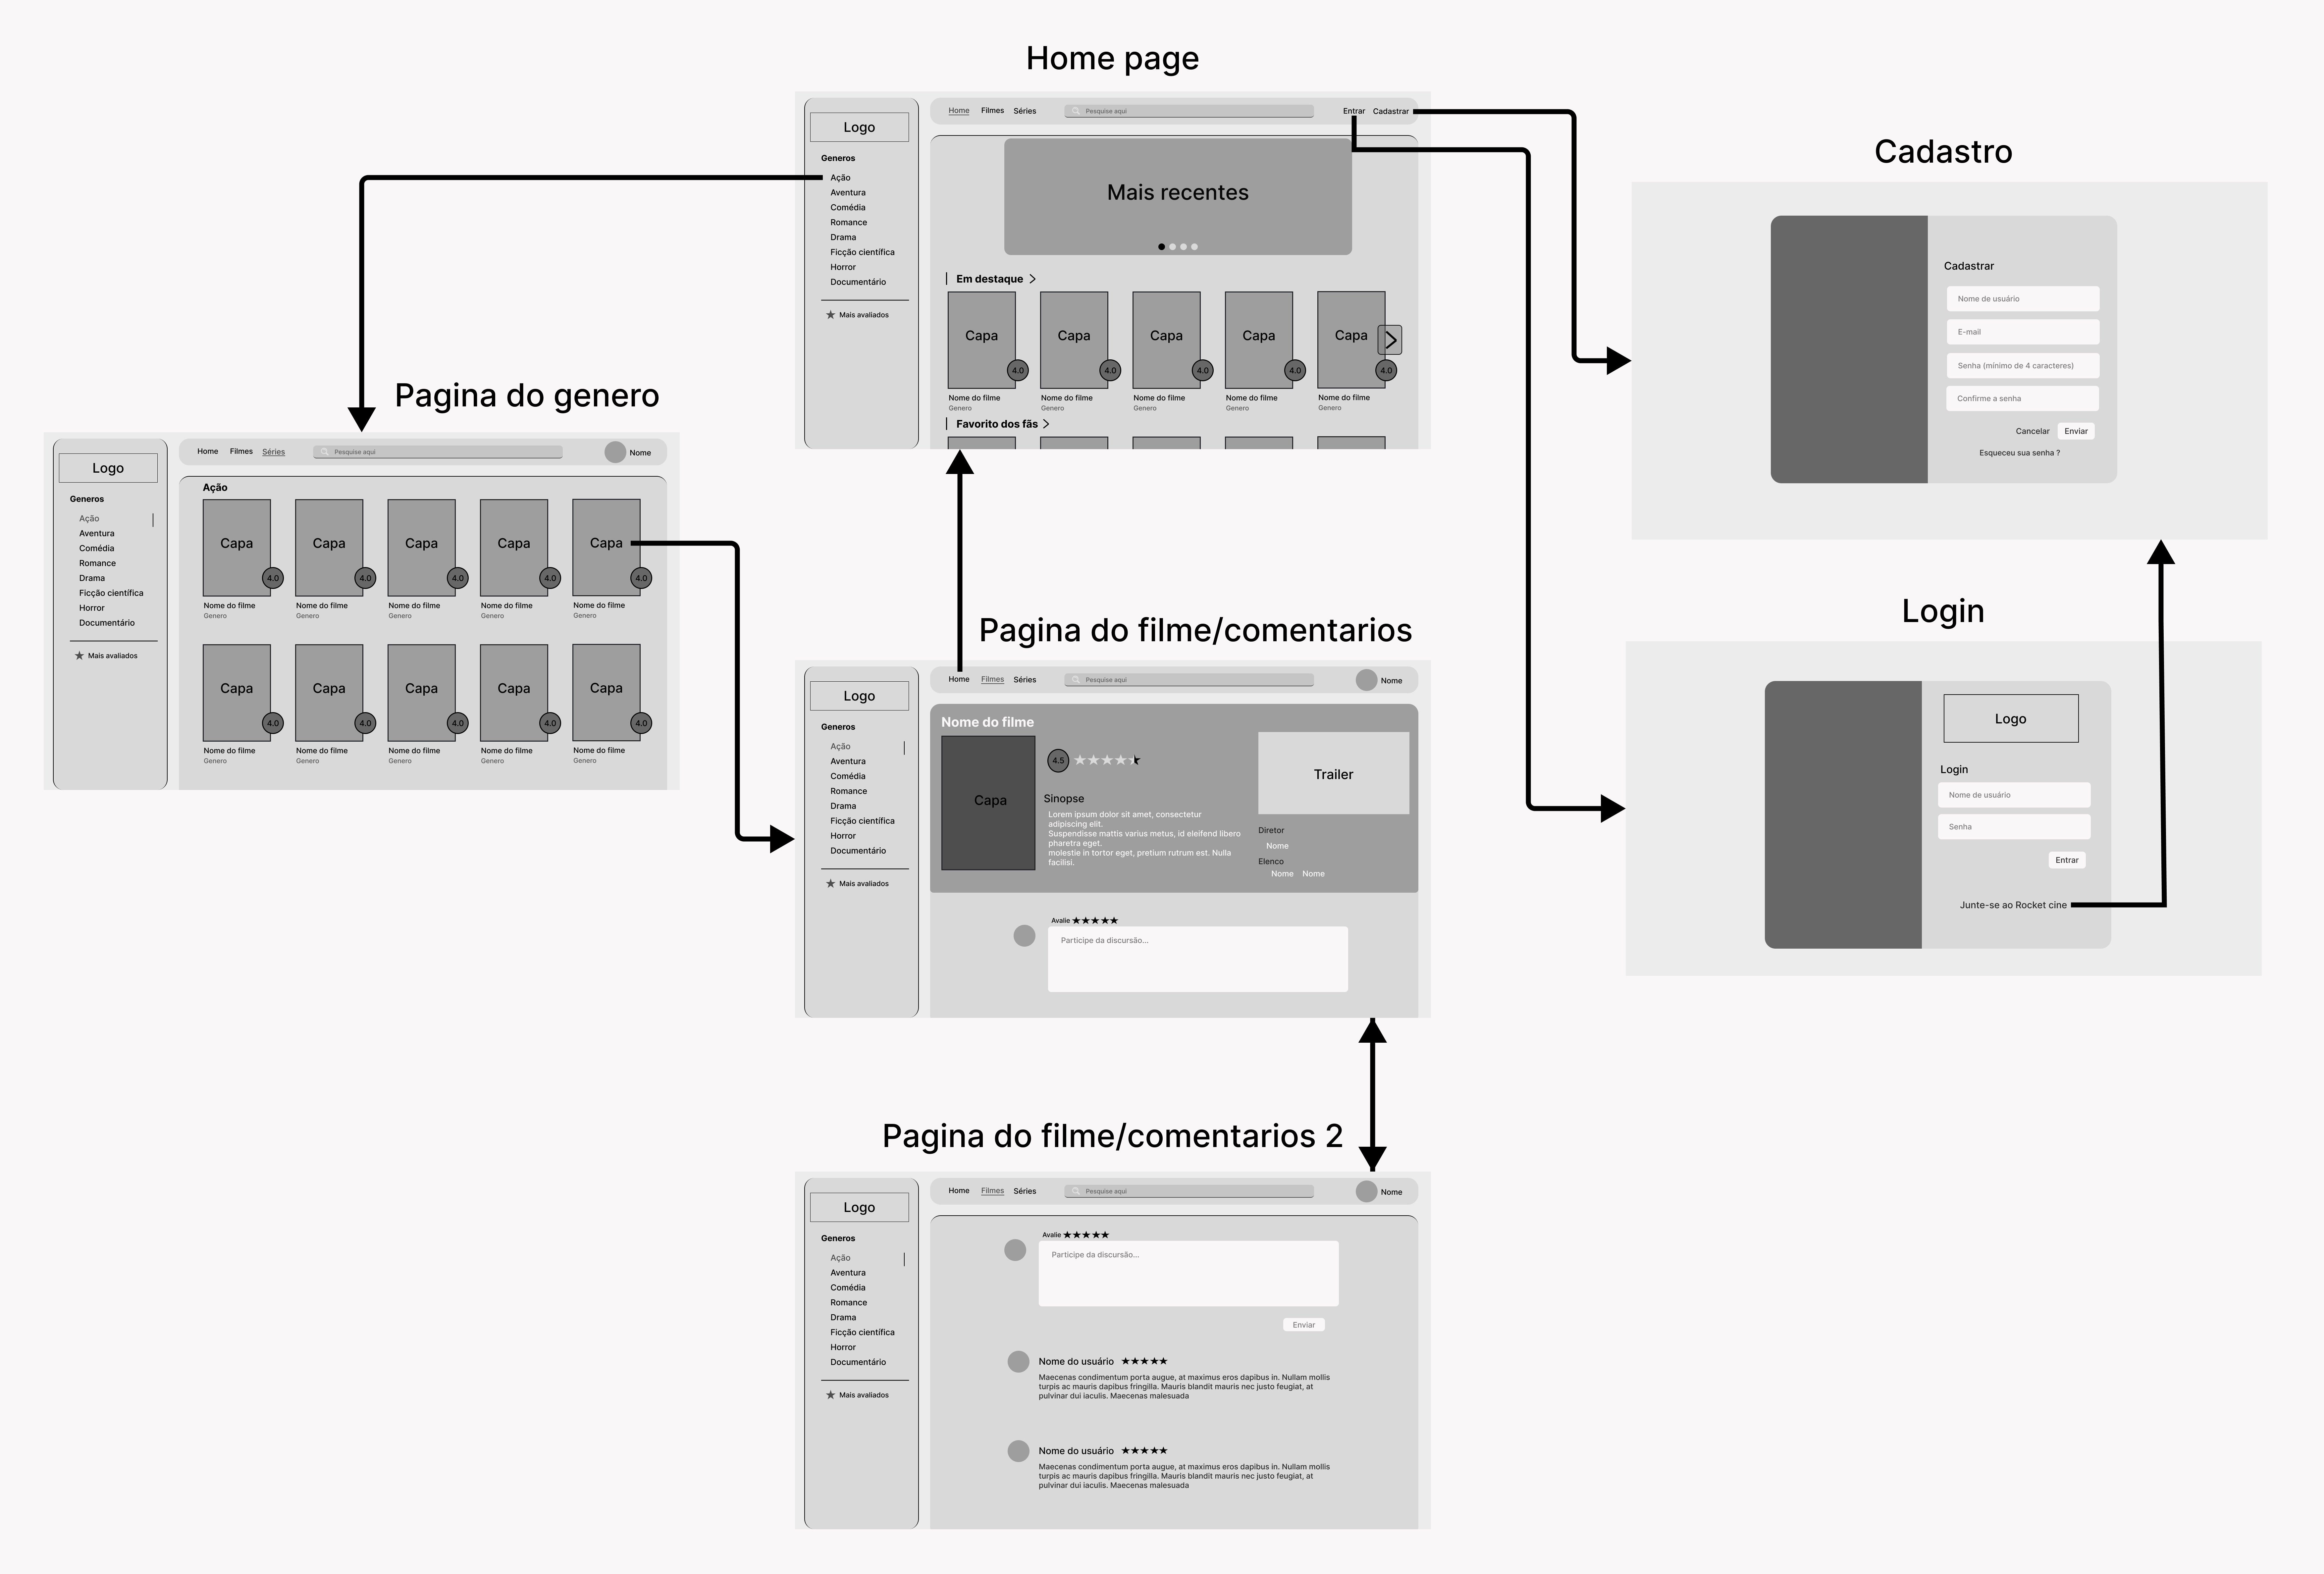 Home page
Logo
Generos
Ação
Aventura
Comédia
Romance
Drama
Ficção científica
Horror
Documentário
Mais avaliados
Home Filmes Séries Pesquise aqui Entrar Cadastrar
Mais recentes
Em destaque
Capa Capa Capa Capa Capa
4.0 4.0 4.0 4.0 4.0
Nome do filme Nome do filme Nome do filme Nome do filme Nome do filme
Genero Genero Genero Genero Genero
Favorito dos fãs
Cadastro
Cadastrar
Nome de usuário
E-mail
Senha (mínimo de 4 caracteres)
Confirme a senha
Cancelar Enviar
Esqueceu sua senha ?
Pagina do genero
Logo
Generos
Ação
Aventura
Comédia
Romance
Drama
Ficção científica
Horror
Documentário
Mais avaliados
Home Filmes Séries Pesquise aqui Nome
Ação
Capa Capa Capa Capa Capa
4.0 4.0 4.0 4.0 4.0
Nome do filme Nome do filme Nome do filme Nome do filme Nome do filme
Genero Genero Genero Genero Genero
Capa Capa Capa Capa Capa
4.0 4.0 4.0 4.0 4.0
Nome do filme Nome do filme Nome do filme Nome do filme Nome do filme
Genero Genero Genero Genero Genero
Login
Logo
Login
Nome de usuário
Senha
Entrar
Junte-se ao Rocket cine
Pagina do filme/comentarios
Logo
Generos
Ação
Aventura
Comédia
Romance
Drama
Ficção científica
Horror
Documentário
Mais avaliados
Home Filmes Séries Pesquise aqui Nome
Nome do filme
Capa
4.5
Sinopse
Lorem ipsum dolor sit amet, consectetur
adipiscing elit.
Suspendisse mattis varius metus, id eleifend libero
pharetra eget.
molestie in tortor eget, pretium rutrum est. Nulla
facilisi.
Trailer
Diretor
Nome
Elenco
Nome Nome
Avalie
Participe da discursão...
Pagina do filme/comentarios 2
Logo
Generos
Ação
Aventura
Comédia
Romance
Drama
Ficção científica
Horror
Documentário
Mais avaliados
Home Filmes Séries Pesquise aqui Nome
Avalie
Participe da discursão...
Enviar
Nome do usuário
Maecenas condimentum porta augue, at maximus eros dapibus in. Nullam mollis
turpis ac mauris dapibus fringilla. Mauris blandit mauris nec justo feugiat, at
pulvinar dui iaculis. Maecenas malesuada
Nome do usuário
Maecenas condimentum porta augue, at maximus eros dapibus in. Nullam mollis
turpis ac mauris dapibus fringilla. Mauris blandit mauris nec justo feugiat, at
pulvinar dui iaculis. Maecenas malesuada